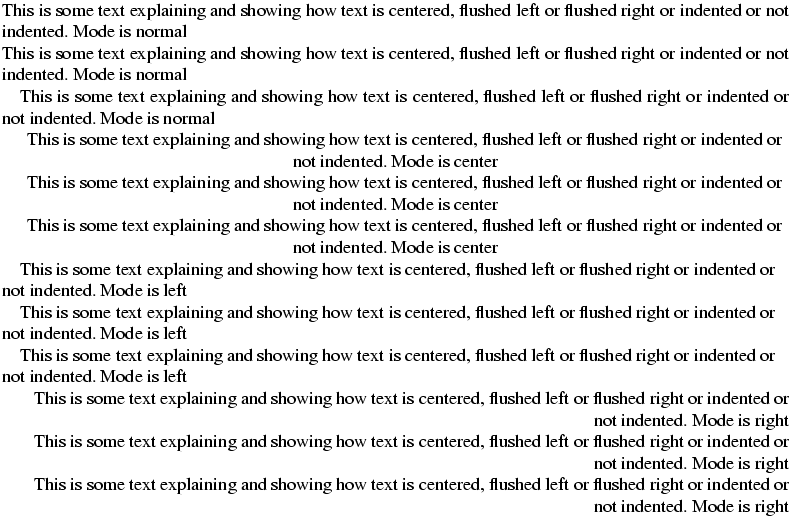 This is some text explaining and showing how text is centered, flushed left or flushed right or indented or not
indented. Mode is normal
This is some text explaining and showing how text is centered, flushed left or flushed right or indented or not
indented. Mode is normal
This is some text explaining and showing how text is centered, flushed left or flushed right or indented or
not indented. Mode is normal
This is some text explaining and showing how text is centered, flushed left or flushed right or indented or
not indented. Mode is center
This is some text explaining and showing how text is centered, flushed left or flushed right or indented or
not indented. Mode is center
This is some text explaining and showing how text is centered, flushed left or flushed right or indented or
not indented. Mode is center
This is some text explaining and showing how text is centered, flushed left or flushed right or indented or
not indented. Mode is left
This is some text explaining and showing how text is centered, flushed left or flushed right or indented or
not indented. Mode is left
This is some text explaining and showing how text is centered, flushed left or flushed right or indented or
not indented. Mode is left
This is some text explaining and showing how text is centered, flushed left or flushed right or indented or
not indented. Mode is right
This is some text explaining and showing how text is centered, flushed left or flushed right or indented or
not indented. Mode is right
This is some text explaining and showing how text is centered, flushed left or flushed right or indented or
not indented. Mode is right